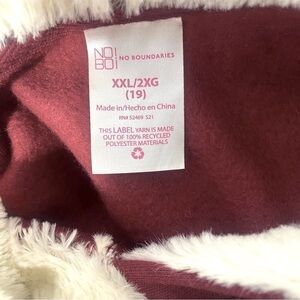 NO!
BO! NO BOUNDARIES
XXL/2XG
(19)
Made in/Hecho en China
RN# 52469 S21
THIS LABEL YARN IS MADE
OUT OF 100% RECYCLED
POLYESTER MATERIALS